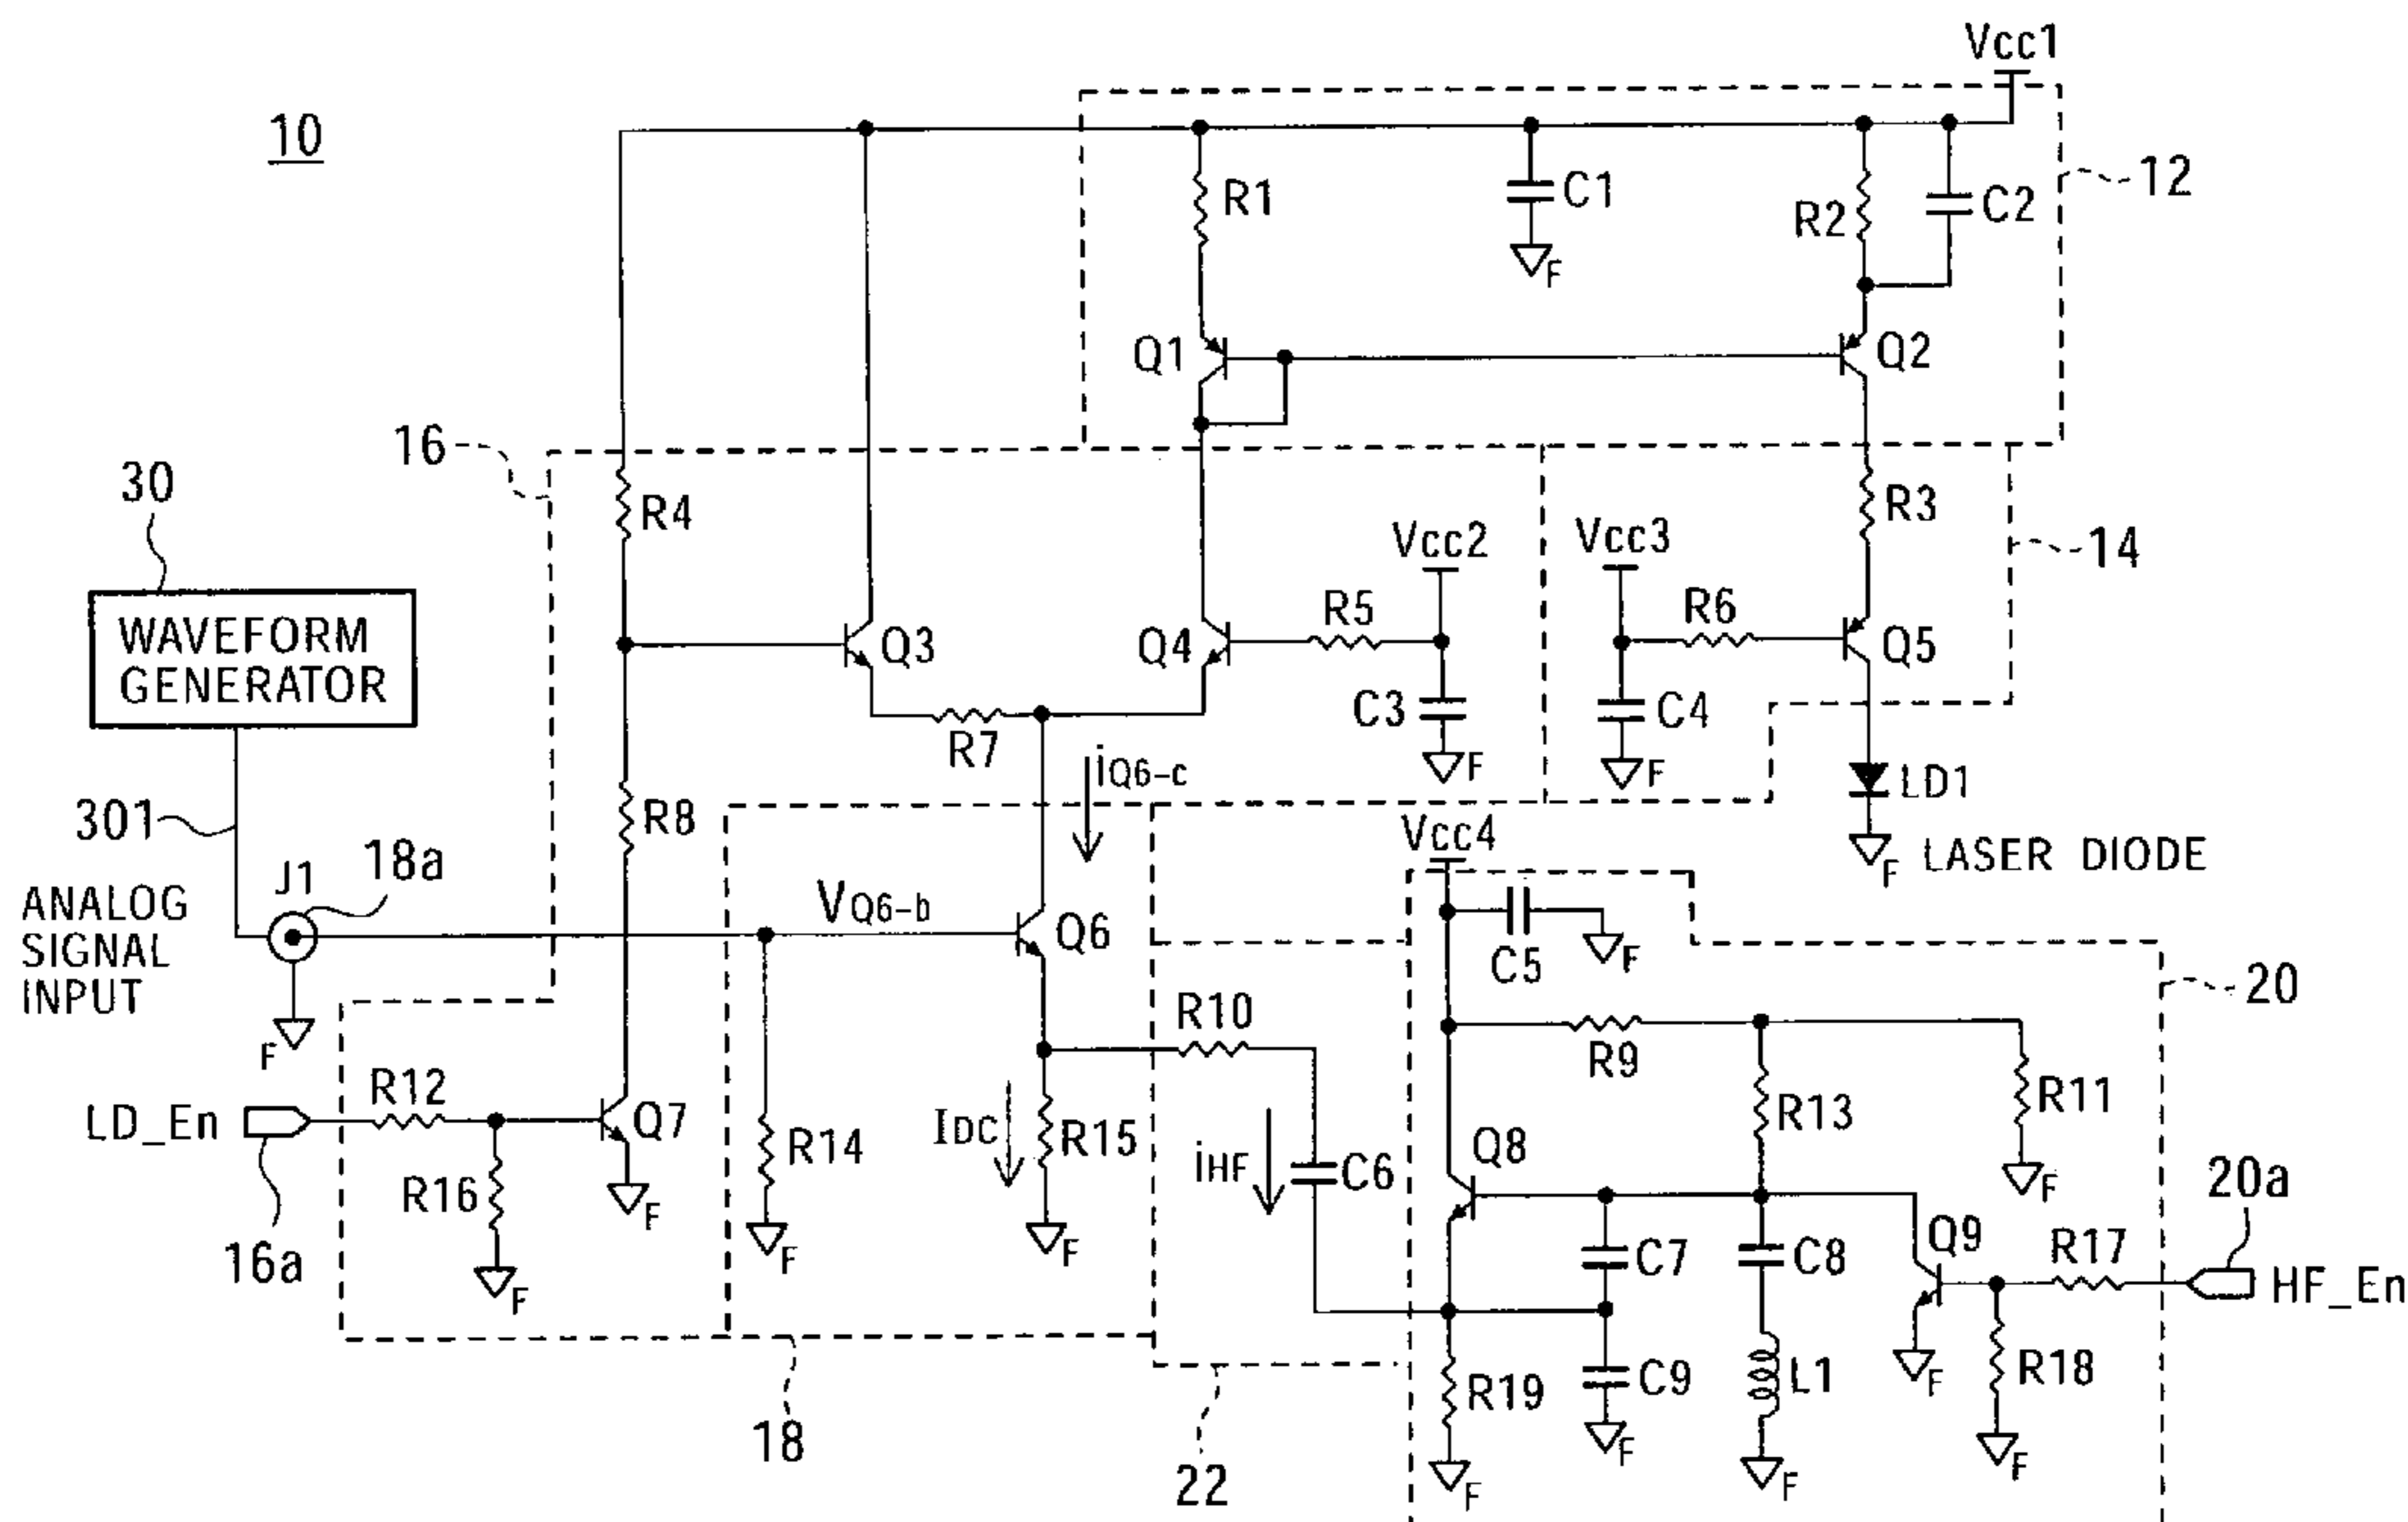 Vcc1
10
12
R1
C1
F
R2
C2
Q1
Q2
16
30
R4
R3
14
WAVEFORM
GENERATOR
Vcc2
Vcc3
R5
R6
Q3
Q4
Q5
R7
C3
F
C4
F
iQ6-c
LD1
F
LASER DIODE
301
R8
J1
18a
ANALOG
SIGNAL
INPUT
F
VQ6-b
Q6
Vcc4
C5
F
20
R10
R9
R13
R11
F
LD_En
R12
Q7
F
R16
F
16a
R14
F
IDC
R15
F
iHF
C6
Q8
C7
C8
Q9
F
R17
20a
HF_En
R18
F
R19
F
C9
F
L1
F
18
22